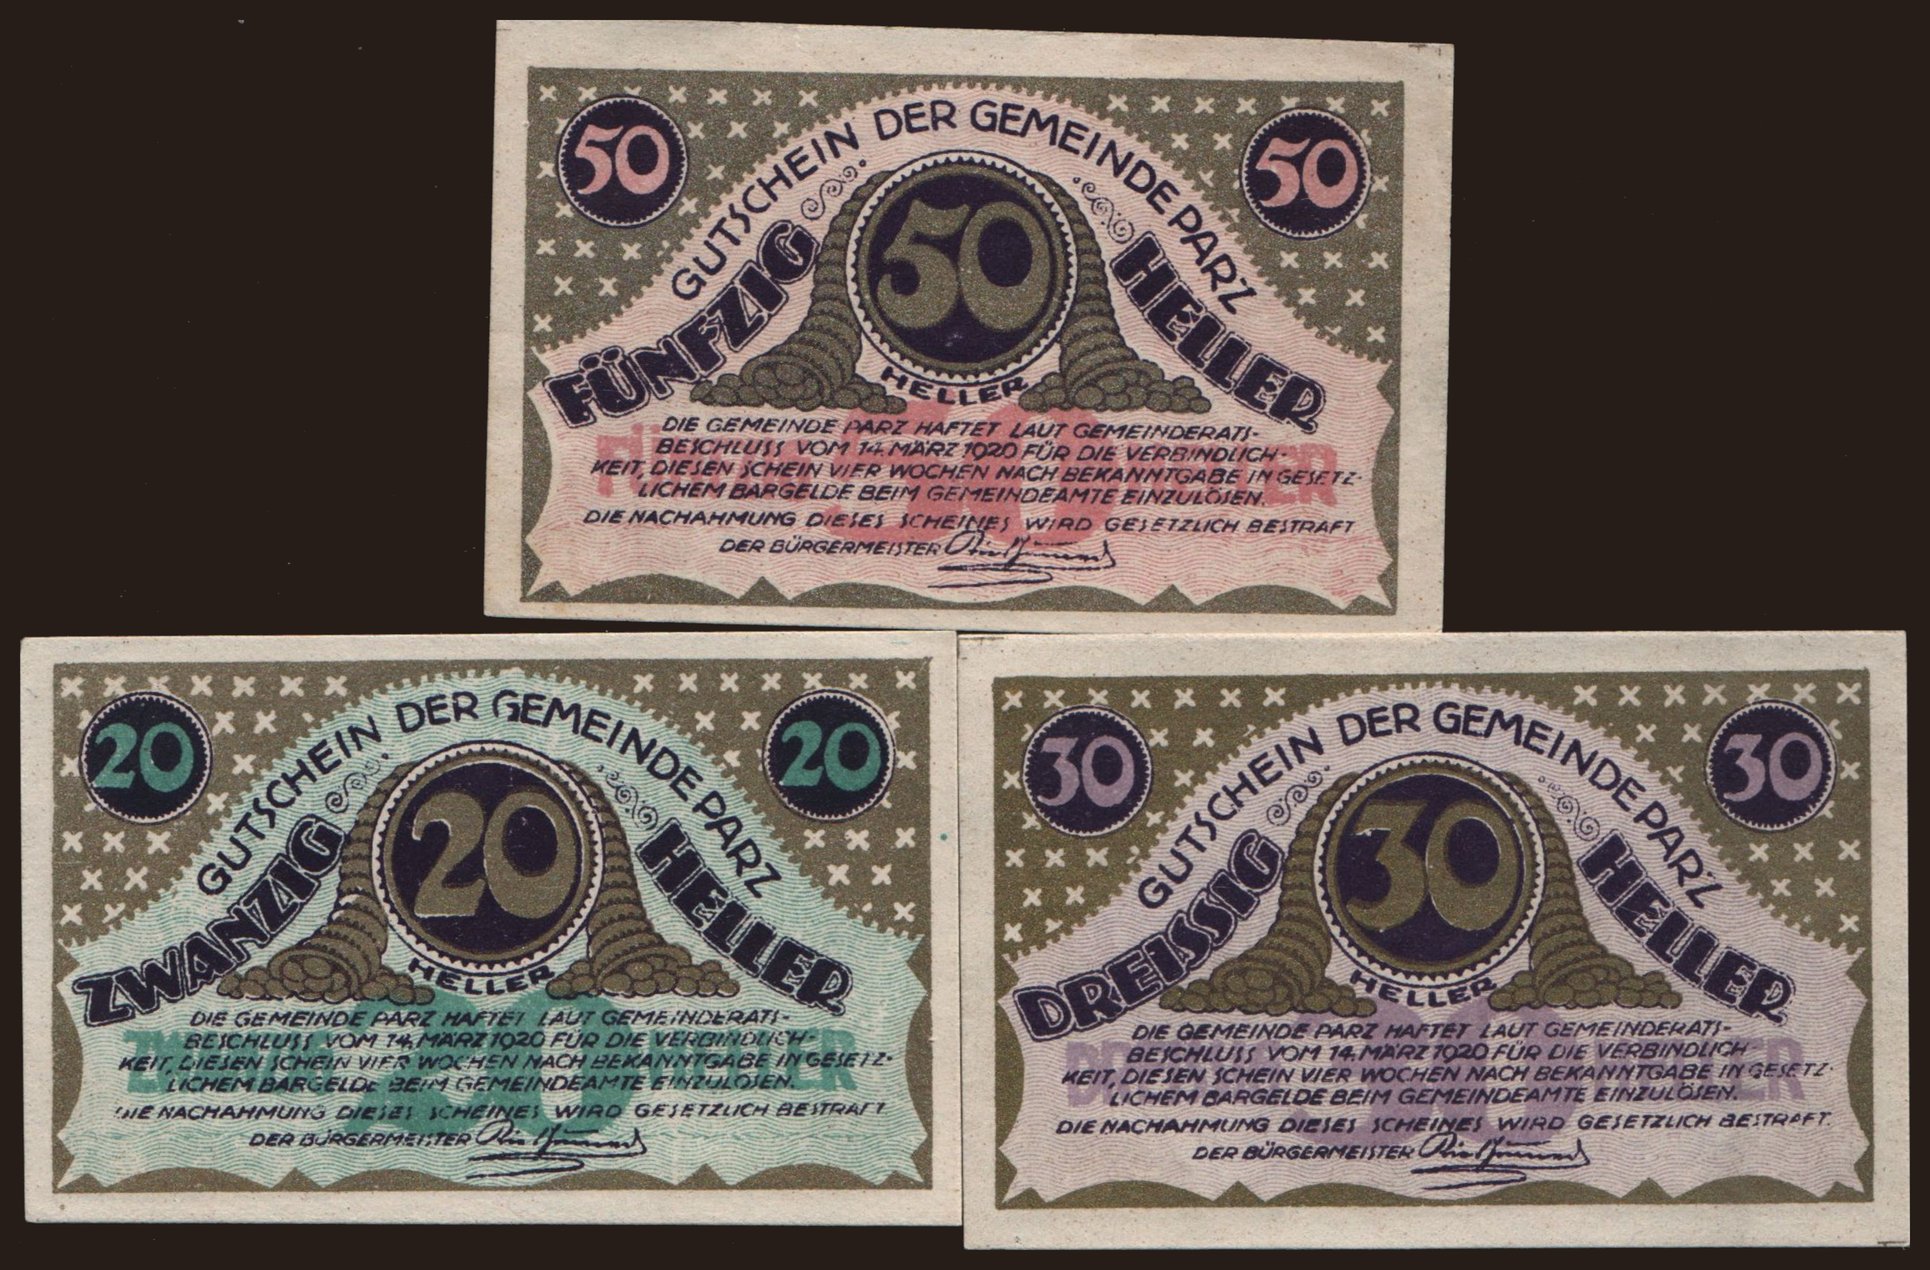 50
50
GUTSCHEIN DER GEMEINDE PARZ
50
FÜNFZIG HELLER
HELLER
50
DIE GEMEINDE PARZ HAFTET LAUT GEMEINDERATS-
BESCHLUSS VOM 14. MÄRZ 1920 FÜR DIE VERBINDLICH-
KEIT, DIESEN SCHEIN VIER WOCHEN NACH BEKANNTGABE IN GESETZ-
LICHEM BARGELDE BEIM GEMEINDEAMTE EINZULÖSEN.
DIE NACHAHMUNG DIESES SCHEINES WIRD GESETZLICH BESTRAFT
DER BÜRGERMEISTER
20
20
GUTSCHEIN DER GEMEINDE PARZ
20
ZWANZIG HELLER
HELLER
20
DIE GEMEINDE PARZ HAFTET LAUT GEMEINDERATS-
BESCHLUSS VOM 14. MÄRZ 1920 FÜR DIE VERBINDLICH-
KEIT, DIESEN SCHEIN VIER WOCHEN NACH BEKANNTGABE IN GESETZ-
LICHEM BARGELDE BEIM GEMEINDEAMTE EINZULÖSEN.
DIE NACHAHMUNG DIESES SCHEINES WIRD GESETZLICH BESTRAFT
DER BÜRGERMEISTER
30
30
GUTSCHEIN DER GEMEINDE PARZ
30
DREISSIG HELLER
HELLER
30
DIE GEMEINDE PARZ HAFTET LAUT GEMEINDERATS-
BESCHLUSS VOM 14. MÄRZ 1920 FÜR DIE VERBINDLICH-
KEIT, DIESEN SCHEIN VIER WOCHEN NACH BEKANNTGABE IN GESETZ-
LICHEM BARGELDE BEIM GEMEINDEAMTE EINZULÖSEN.
DIE NACHAHMUNG DIESES SCHEINES WIRD GESETZLICH BESTRAFT.
DER BÜRGERMEISTER